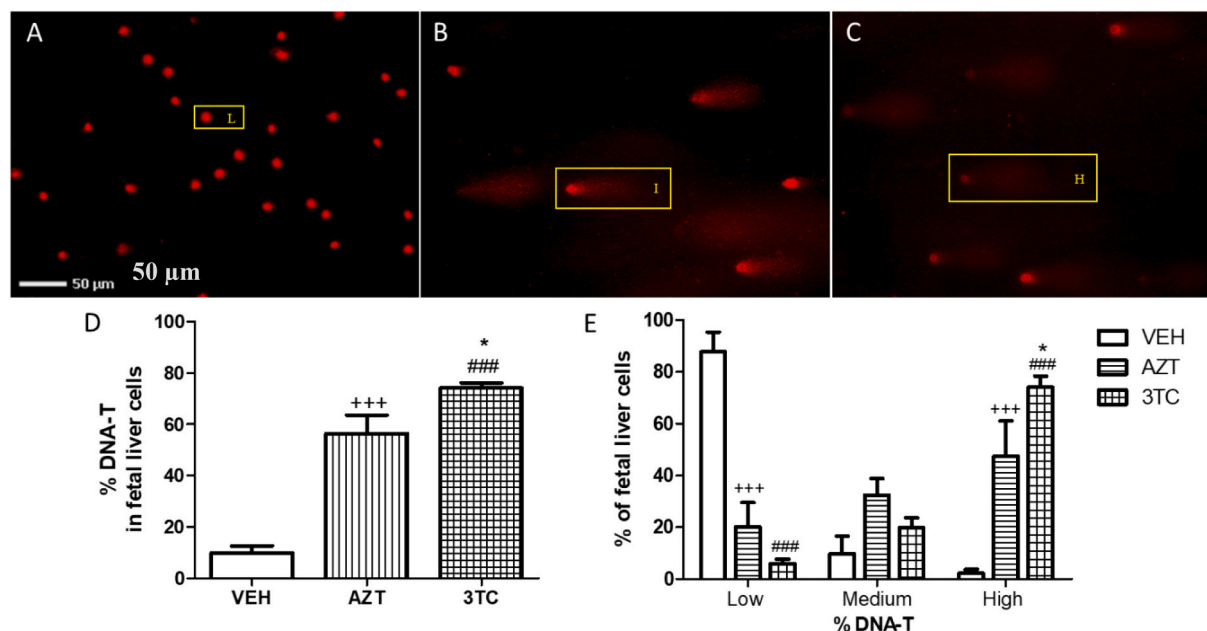 A
B
C
L
I
H
50 µm
50 µm
D
E
% DNA-T
in fetal liver cells
100
80
60
40
20
0
+++
###
*
VEH
AZT
3TC
% of fetal liver cells
100
80
60
40
20
0
+++
###
+++
###
*
Low
Medium
High
% DNA-T
VEH
AZT
3TC